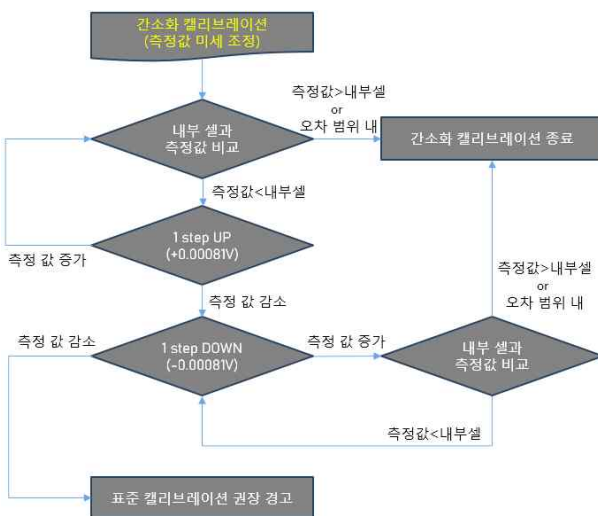 간소화 캘리브레이션
(측정값 미세 조정)
측정값>내부셀
or
오차 범위 내
내부 셀과
측정값 비교
간소화 캘리브레이션 종료
측정값<내부셀
1 step UP
(+0.00081V)
측정 값 증가
측정값>내부셀
or
오차 범위 내
측정 값 감소
측정 값 감소
1 step DOWN
(-0.00081V)
측정 값 증가
내부 셀과
측정값 비교
측정값<내부셀
표준 캘리브레이션 권장 경고